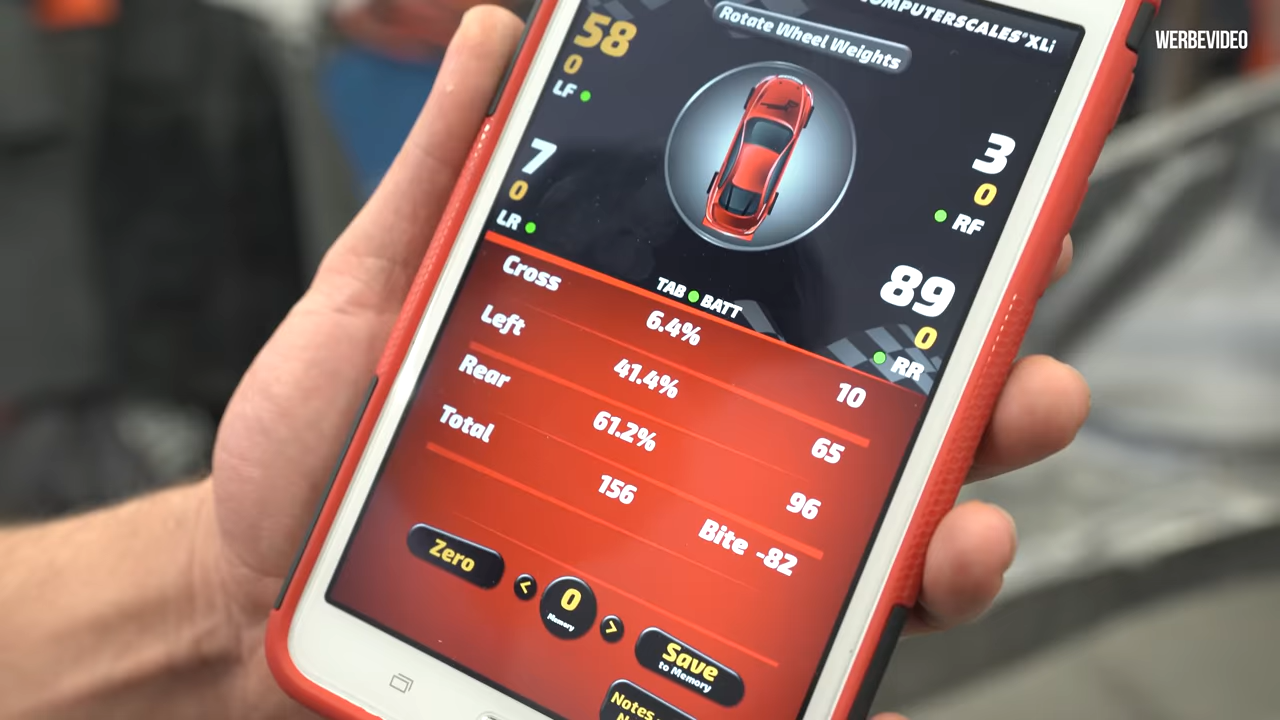 COMPUTERSCALES XLi
WERBEVIDEO
Rotate Wheel Weights
58
0
LF
7
0
LR
3
0
RF
89
0
RR
TAB BATT
Cross 6.4% 10
Left 41.4% 65
Rear 61.2% 96
Total 156
Bite -82
Zero
< 0 >
Memory
Save
to Memory
Notes/